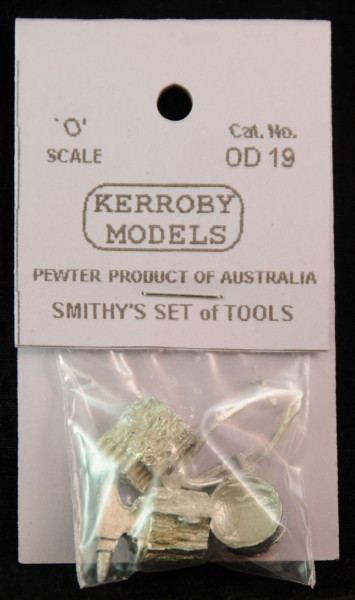 'O'
SCALE
Cat. No.
OD 19
KERROBY
MODELS
PEWTER PRODUCT OF AUSTRALIA
SMITHY'S SET of TOOLS